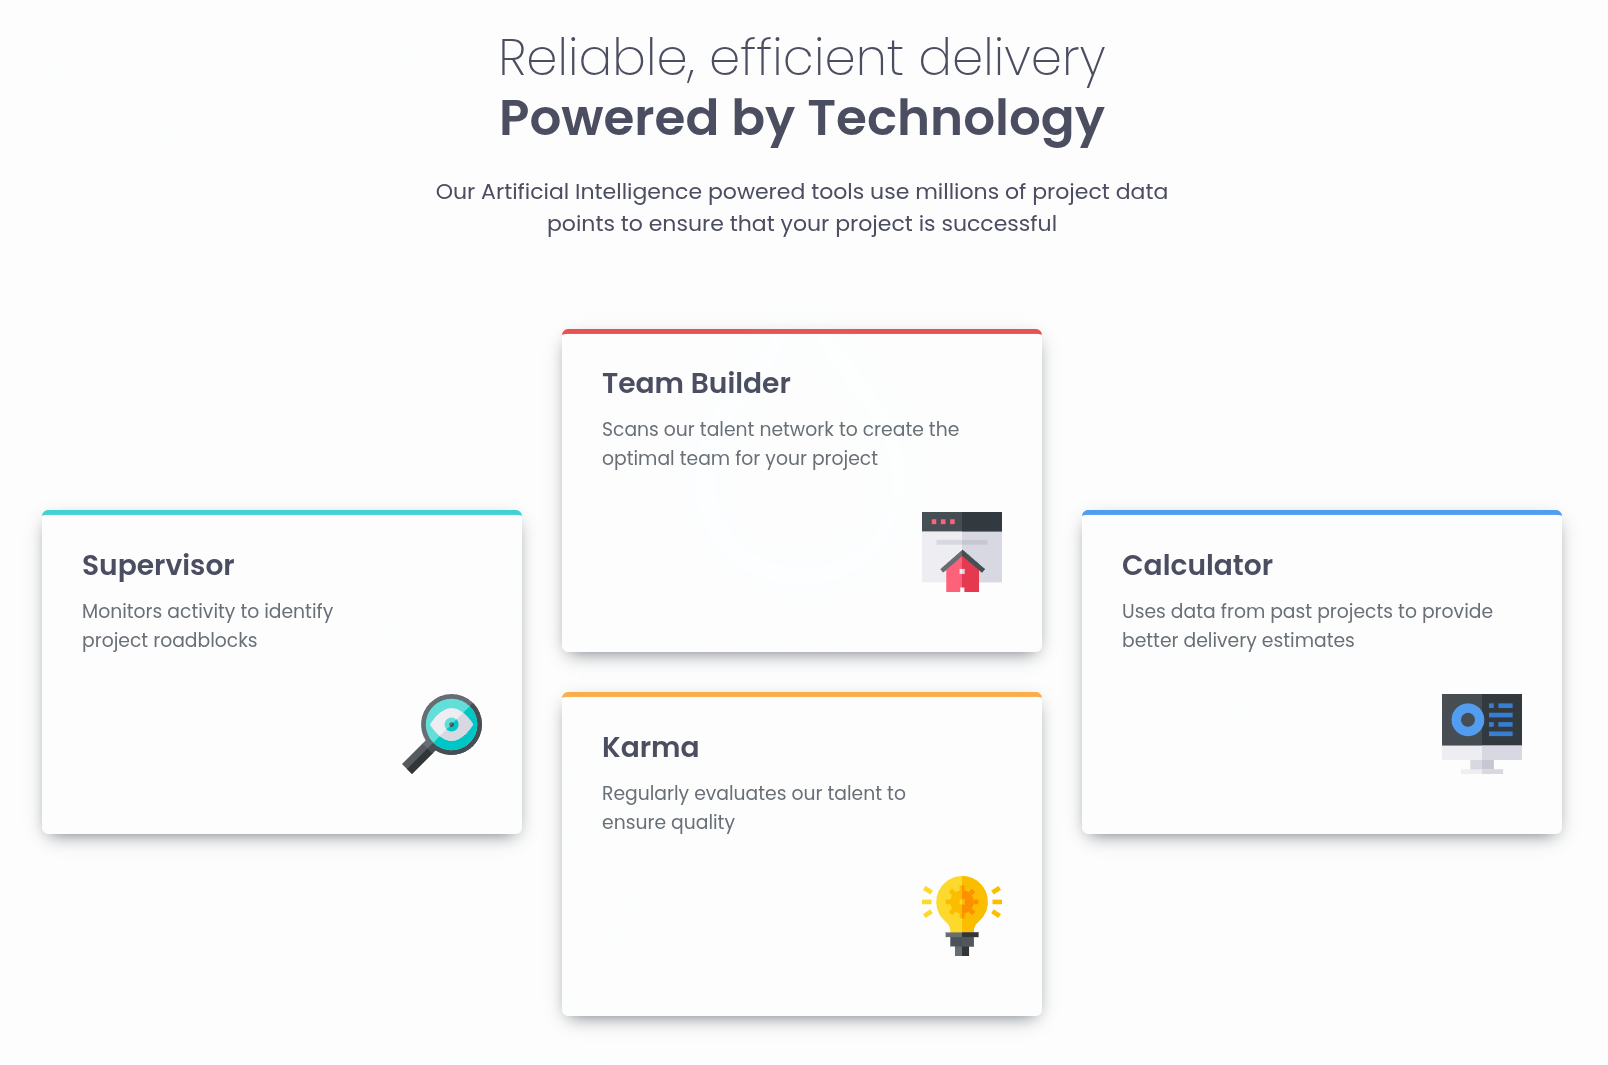 Reliable, efficient delivery
Powered by Technology
Our Artificial Intelligence powered tools use millions of project data
points to ensure that your project is successful
Team Builder
Scans our talent network to create the
optimal team for your project
Supervisor
Monitors activity to identify
project roadblocks
Calculator
Uses data from past projects to provide
better delivery estimates
Karma
Regularly evaluates our talent to
ensure quality